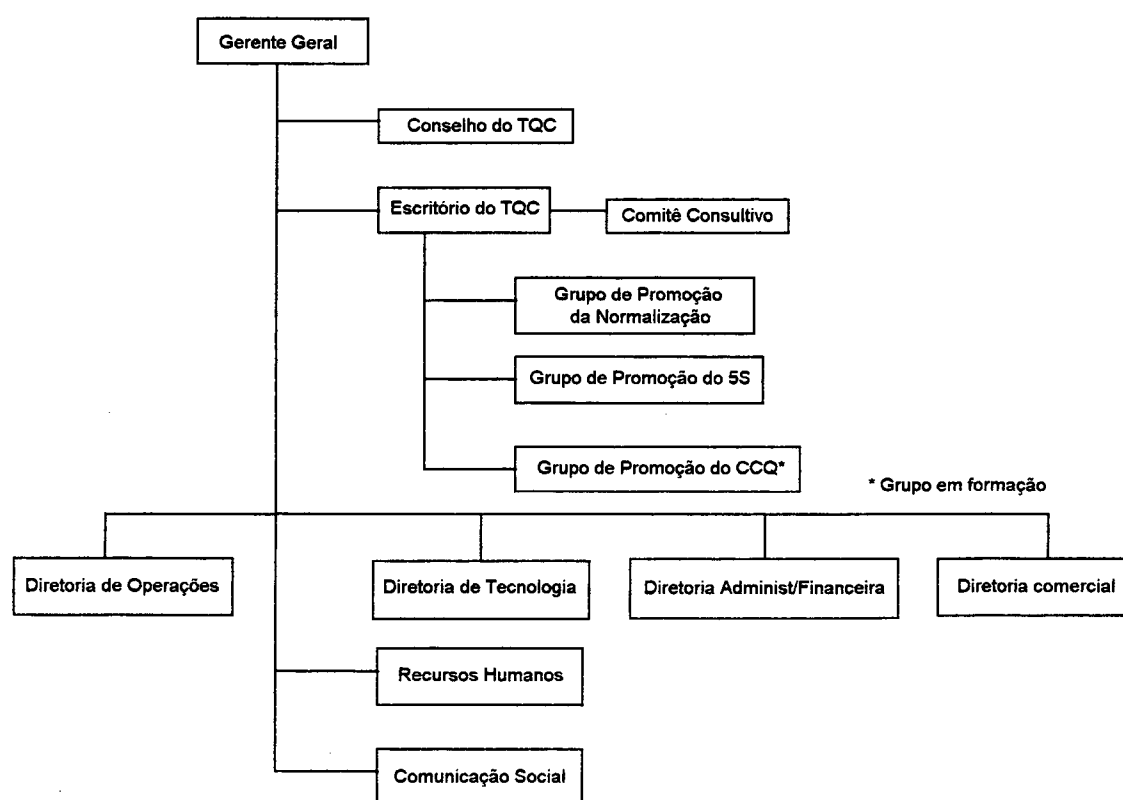 Gerente Geral
Conselho do TQC
Escritório do TQC
Comitê Consultivo
Grupo de Promoção
da Normalização
Grupo de Promoção do 5S
Grupo de Promoção do CCQ*
* Grupo em formação
Diretoria de Operações
Diretoria de Tecnologia
Diretoria Administ/Financeira
Diretoria comercial
Recursos Humanos
Comunicação Social